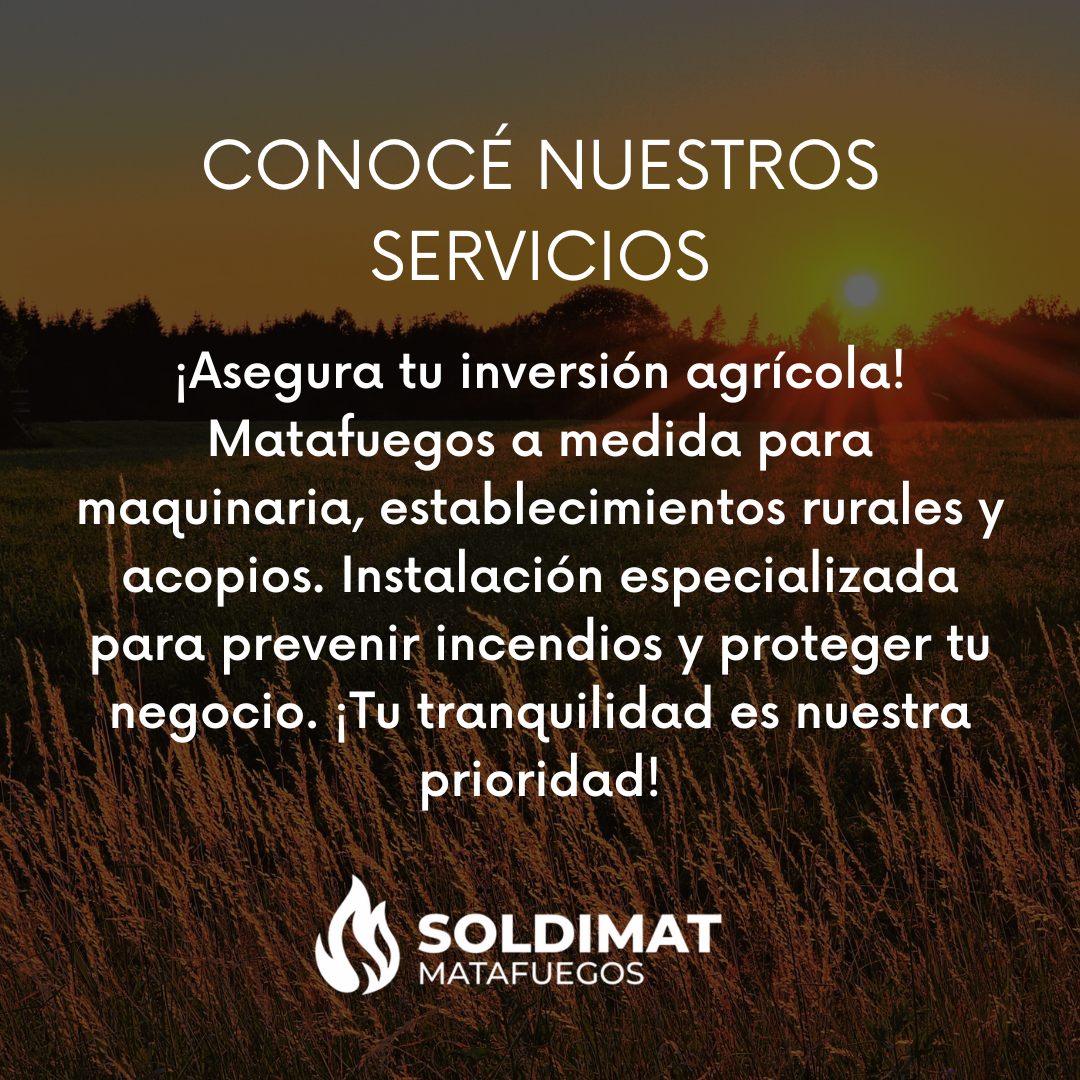 CONOCÉ NUESTROS
SERVICIOS
¡Asegura tu inversión agrícola!
Matafuegos a medida para
maquinaria, establecimientos rurales y
acopios. Instalación especializada
para prevenir incendios y proteger tu
negocio. ¡Tu tranquilidad es nuestra
prioridad!
SOLDIMAT
MATAFUEGOS